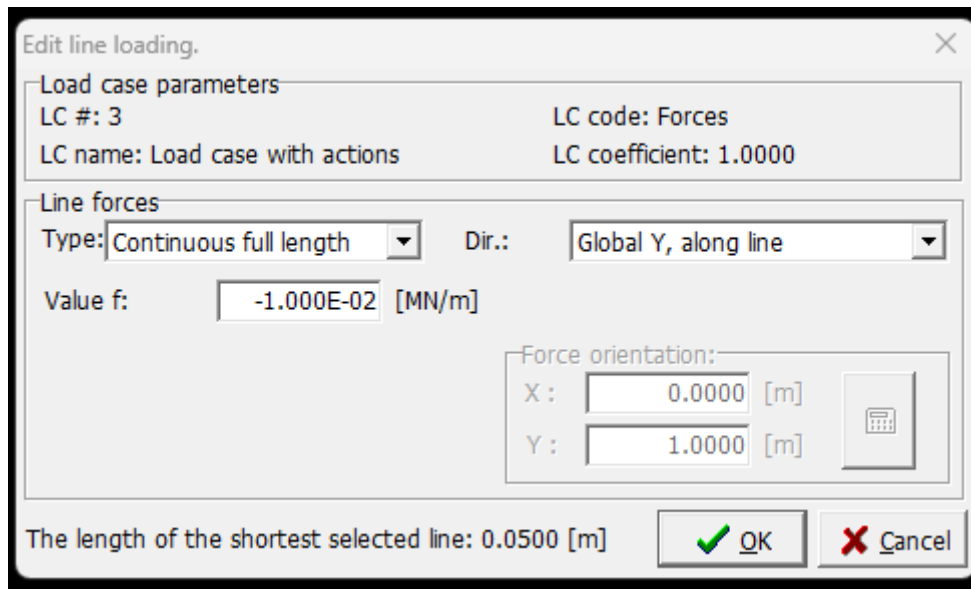 Edit line loading.
Load case parameters
LC #: 3 LC code: Forces
LC name: Load case with actions LC coefficient: 1.0000
Line forces
Type: Continuous full length Dir.: Global Y, along line
Value f: -1.000E-02 [MN/m]
Force orientation:
X : 0.0000 [m]
Y : 1.0000 [m]
The length of the shortest selected line: 0.0500 [m] OK Cancel